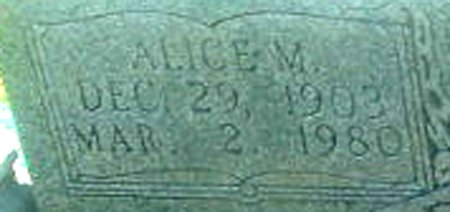 ALICE M.
DEC. 29, 1903
MAR. 2, 1980